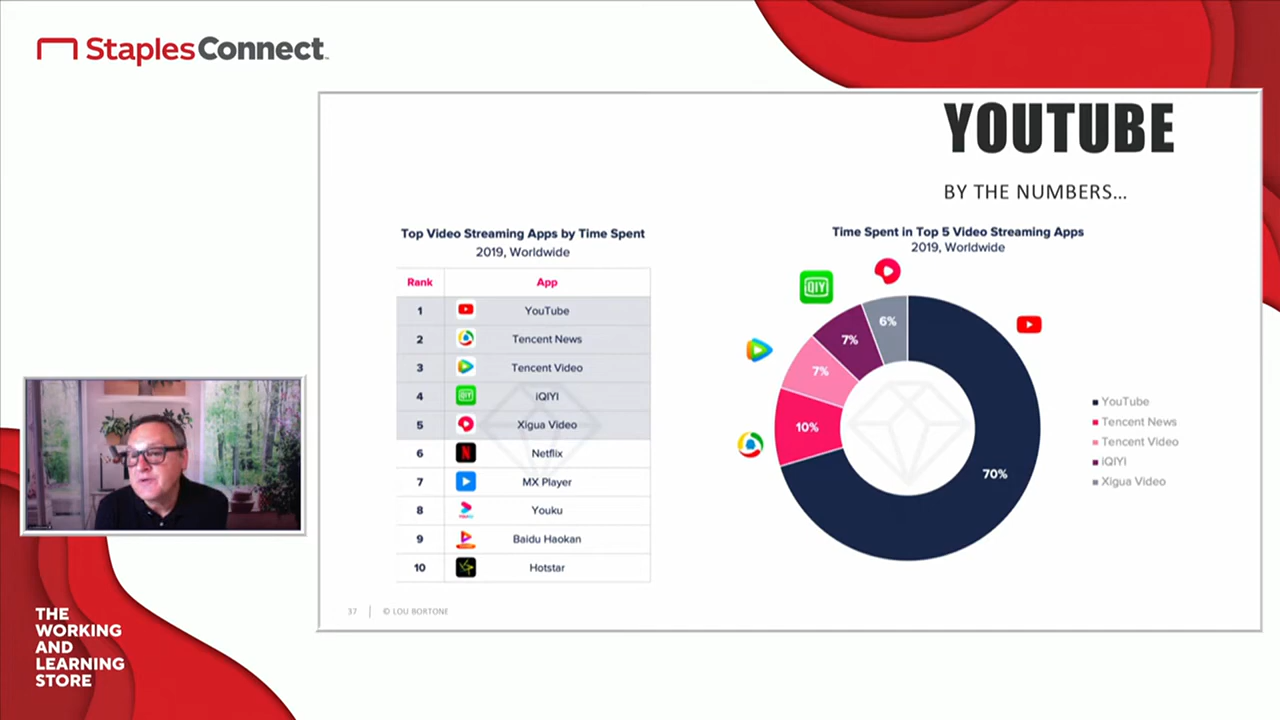 StaplesConnect™
YOUTUBE
BY THE NUMBERS...
Top Video Streaming Apps by Time Spent
2019, Worldwide
Rank App
1 YouTube
2 Tencent News
3 Tencent Video
4 iQIYI
5 Xigua Video
6 Netflix
7 MX Player
8 Youku
9 Baidu Haokan
10 Hotstar
Time Spent in Top 5 Video Streaming Apps
2019, Worldwide
QIY
6%
7%
7%
10%
70%
YouTube
Tencent News
Tencent Video
iQIYI
Xigua Video
37 | © LOU BORTONE
THE
WORKING
AND
LEARNING
STORE